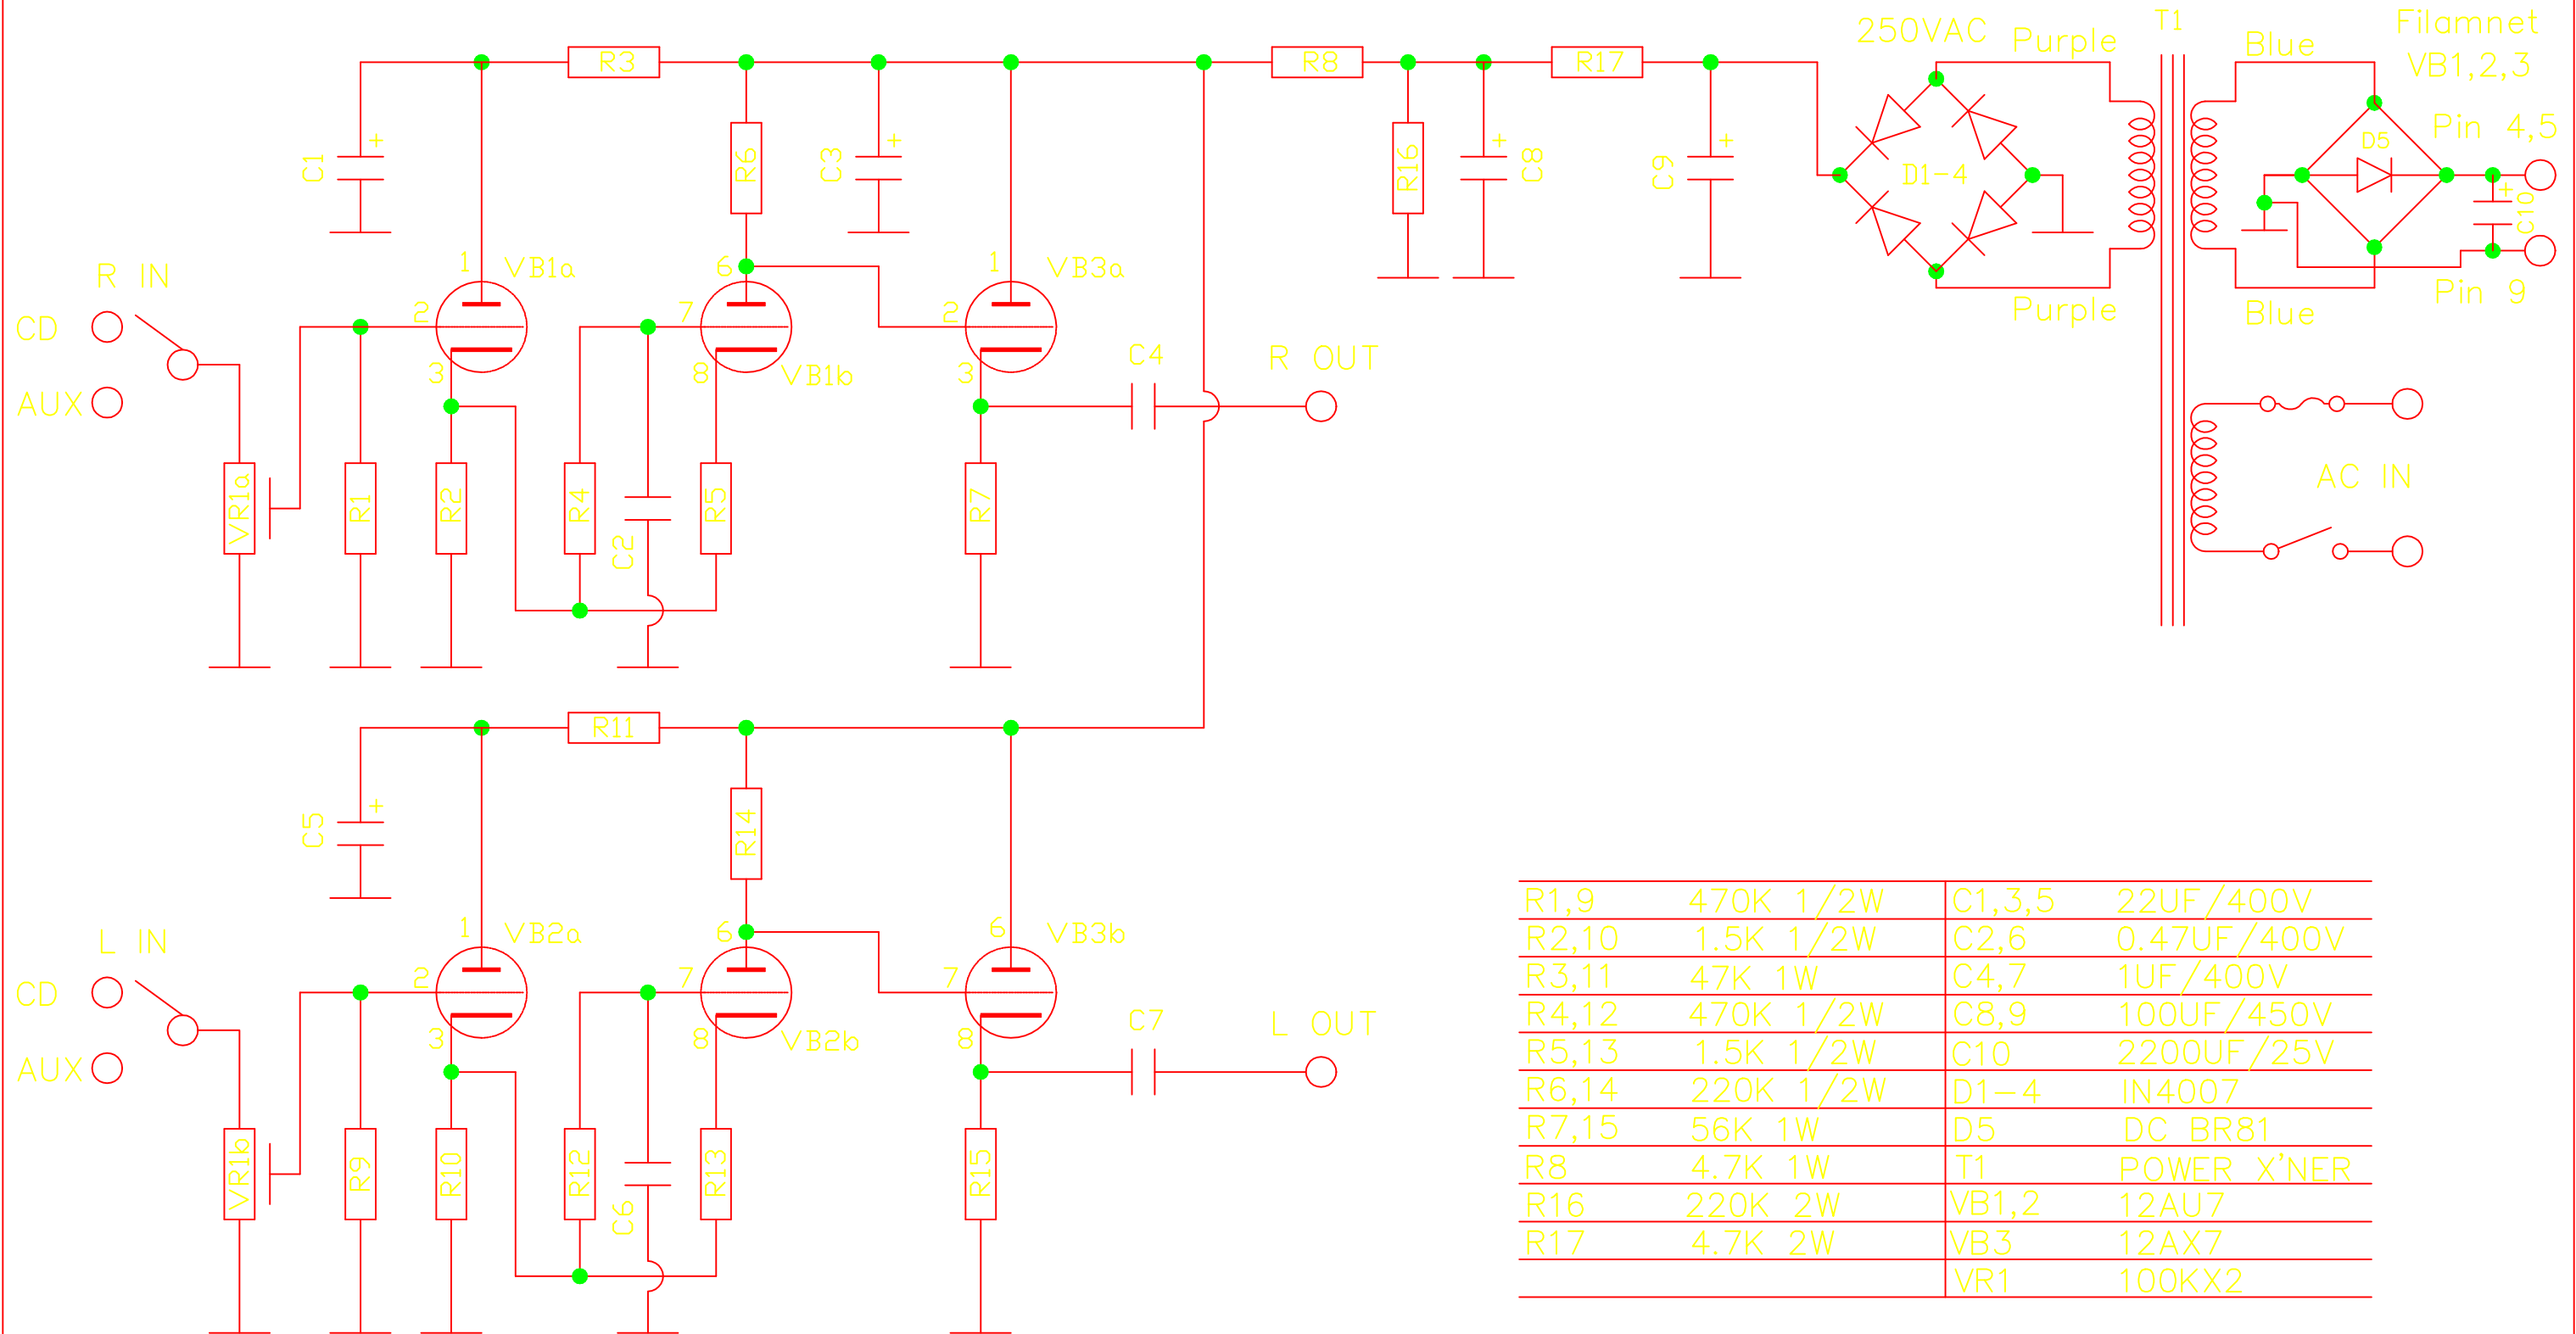 250VAC
Purple
T1
Blue
Filamnet
VB1,2,3
R3
R8
R17
Pin 4,5
C1
+
R6
C3
+
R16
+
C8
C9
+
D1-4
D5
+
C10
R IN
1
VB1a
6
1
VB3a
Purple
Blue
Pin 9
CD
2
7
2
3
8
VB1b
3
C4
R OUT
AUX
AC IN
VR1a
R1
R2
R4
C2
R5
R7
R11
C5
+
R14
L IN
1
VB2a
6
6
VB3b
CD
2
7
7
3
8
VB2b
8
C7
L OUT
AUX
VR1b
R9
R10
R12
C6
R13
R15
R1,9 470K 1/2W C1,3,5 22UF/400V
R2,10 1.5K 1/2W C2,6 0.47UF/400V
R3,11 47K 1W C4,7 1UF/400V
R4,12 470K 1/2W C8,9 100UF/450V
R5,13 1.5K 1/2W C10 2200UF/25V
R6,14 220K 1/2W D1-4 IN4007
R7,15 56K 1W D5 DC BR81
R8 4.7K 1W T1 POWER X'NER
R16 220K 2W VB1,2 12AU7
R17 4.7K 2W VB3 12AX7
VR1 100KX2